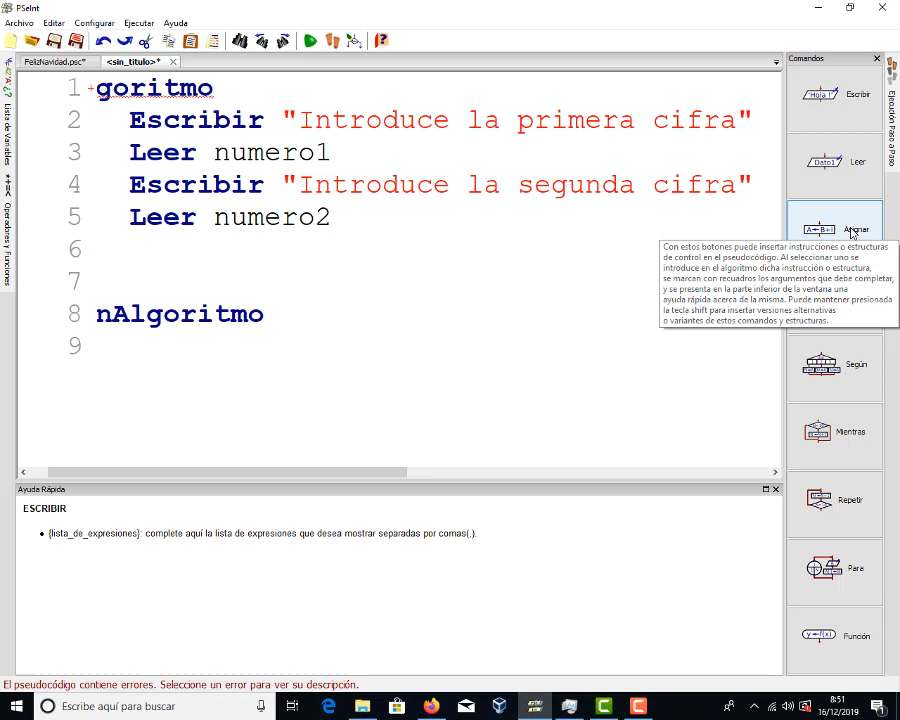 PSeInt
Archivo Editar Configurar Ejecutar Ayuda
FelizNavidad.psc* <sin_titulo>*
Lista de Variables
Operadores y Funciones
1 goritmo
2 Escribir "Introduce la primera cifra"
3 Leer numero1
4 Escribir "Introduce la segunda cifra"
5 Leer numero2
6
7
8 nAlgoritmo
9
Comandos
"Hola !" Escribir
Dato1 Leer
A←B+i Asignar
Con estos botones puede insertar instrucciones o estructuras
de control en el pseudocódigo. Al seleccionar uno se
introduce en el algoritmo dicha instrucción o estructura,
se marcan con recuadros los argumentos que debe completar,
y se presenta en la parte inferior de la ventana una
ayuda rápida acerca de la misma. Puede mantener presionada
la tecla shift para insertar versiones alternativas
o variantes de estos comandos y estructuras.
Según
Mientras
Repetir
Para
y←f(x) Función
Ejecución Paso a Paso
Ayuda Rápida
ESCRIBIR
• {lista_de_expresiones}: complete aquí la lista de expresiones que desea mostrar separadas por comas(,).
El pseudocódigo contiene errores. Seleccione un error para ver su descripción.
Escribe aquí para buscar
8:51
16/12/2019